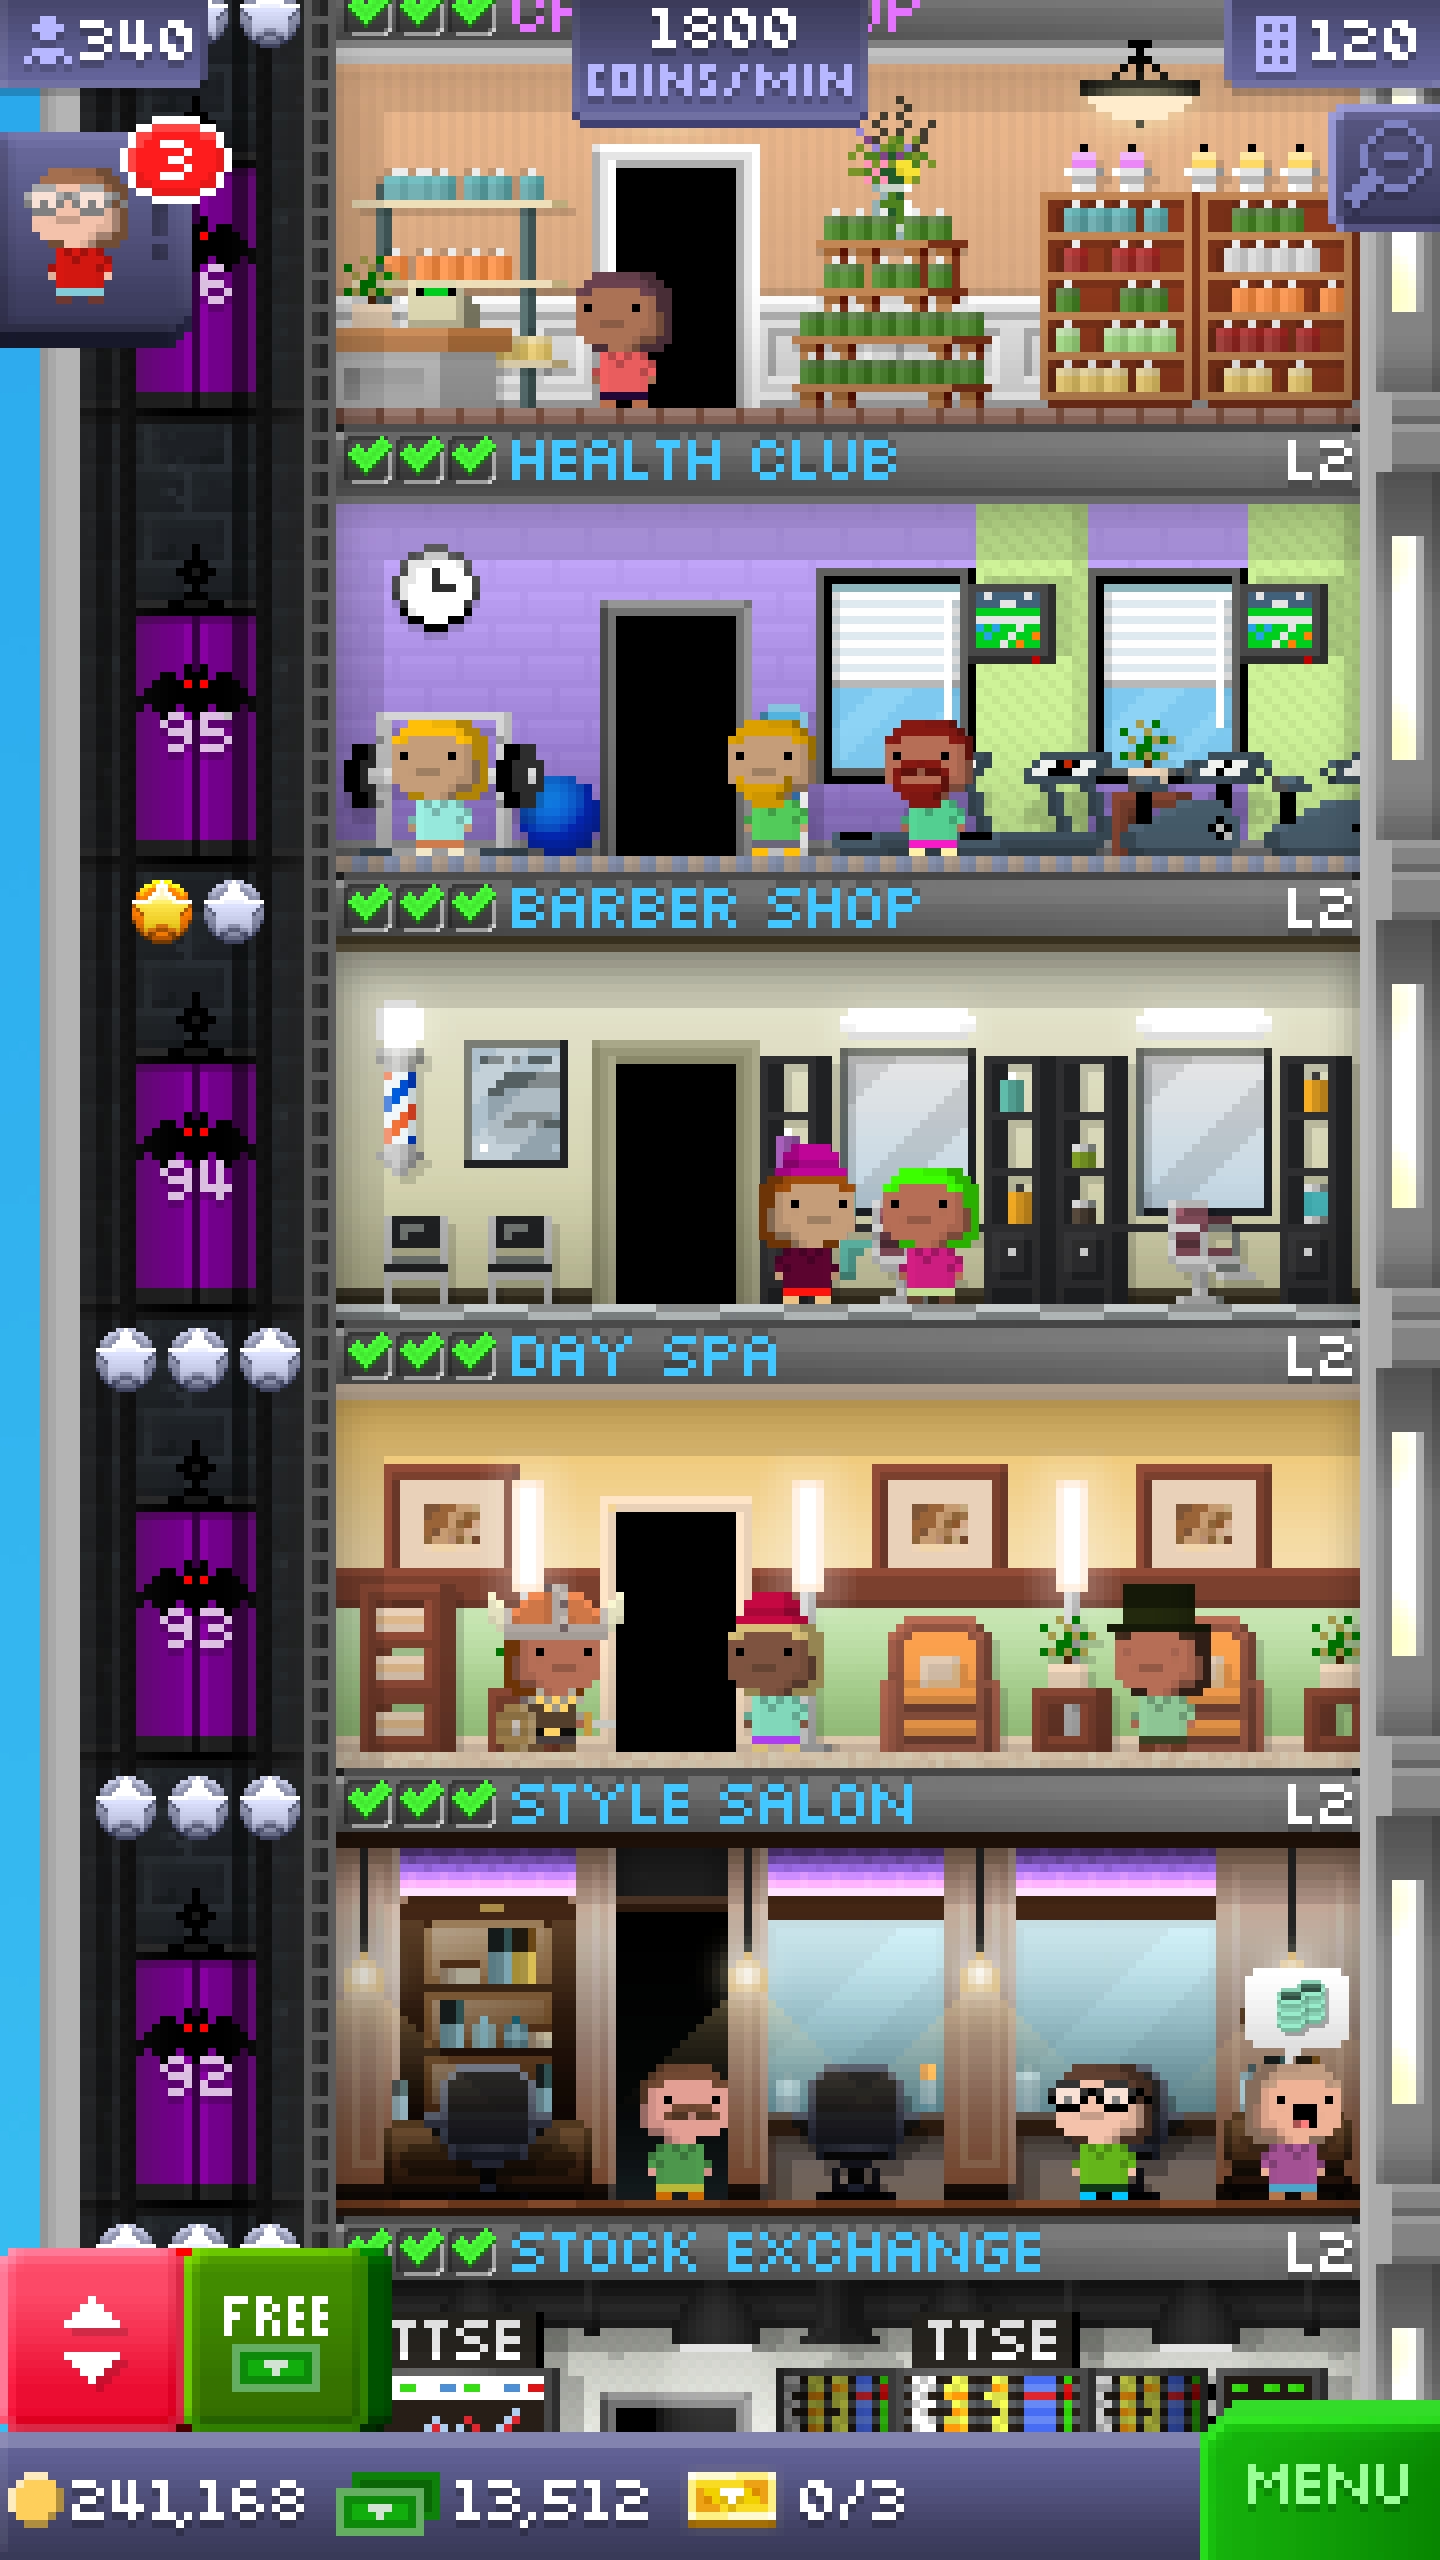 340
1800
COINS/MIN
120
3
6
HEALTH CLUB L2
95
BARBER SHOP L2
94
DAY SPA L2
93
STYLE SALON L2
92
STOCK EXCHANGE L2
FREE
TTSE TTSE
241,168 13,512 0/3
MENU